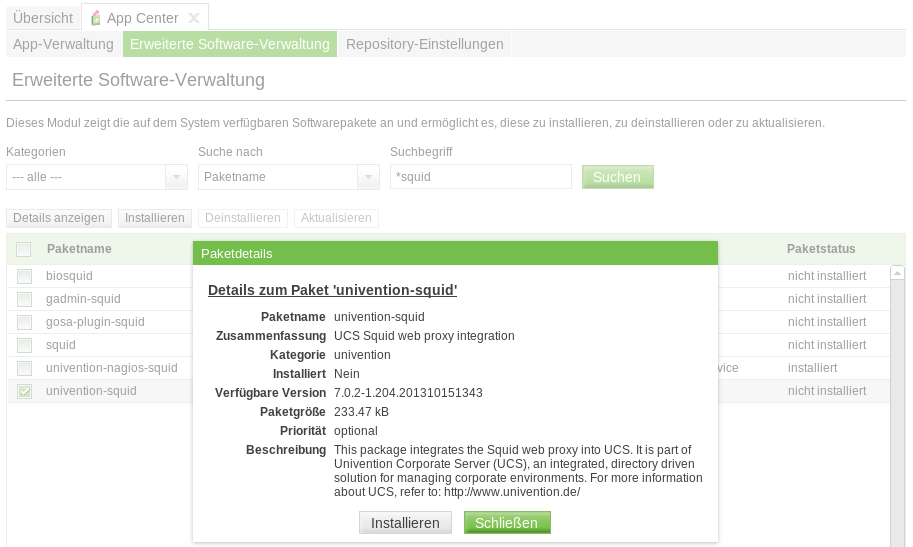 Übersicht App Center
App-Verwaltung Erweiterte Software-Verwaltung Repository-Einstellungen
Erweiterte Software-Verwaltung
Dieses Modul zeigt die auf dem System verfügbaren Softwarepakete an und ermöglicht es, diese zu installieren, zu deinstallieren oder zu aktualisieren.
Kategorien Suche nach Suchbegriff
--- alle --- Paketname *squid Suchen
Details anzeigen Installieren Deinstallieren Aktualisieren
Paketname Paketstatus
biosquid nicht installiert
gadmin-squid nicht installiert
gosa-plugin-squid nicht installiert
squid nicht installiert
univention-nagios-squid vice installiert
univention-squid nicht installiert
Paketdetails
Details zum Paket 'univention-squid'
Paketname univention-squid
Zusammenfassung UCS Squid web proxy integration
Kategorie univention
Installiert Nein
Verfügbare Version 7.0.2-1.204.201310151343
Paketgröße 233.47 kB
Priorität optional
Beschreibung This package integrates the Squid web proxy into UCS. It is part of
Univention Corporate Server (UCS), an integrated, directory driven
solution for managing corporate environments. For more information
about UCS, refer to: http://www.univention.de/
Installieren Schließen